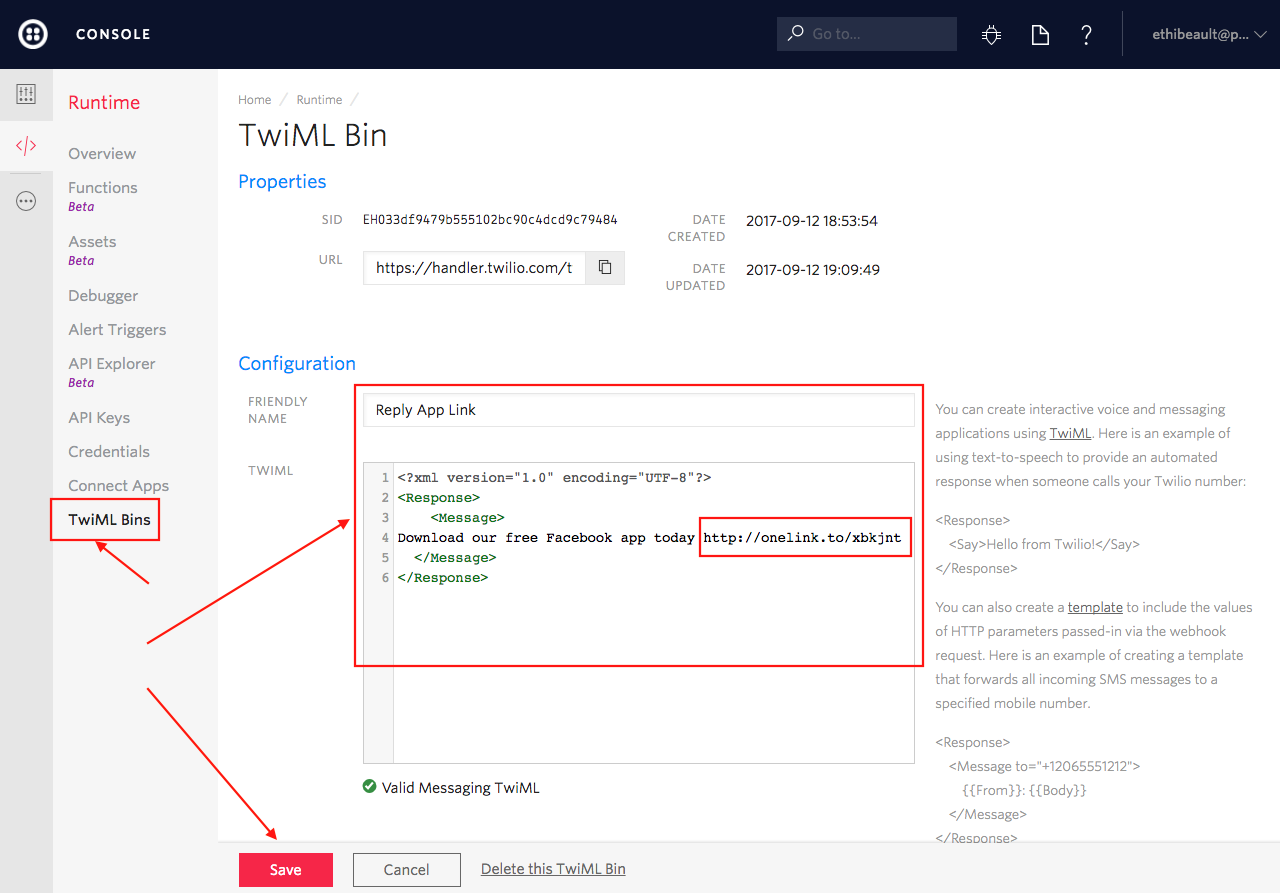 CONSOLE
Go to...
ethibeault@p...
Runtime
Overview
Functions
Beta
Assets
Beta
Debugger
Alert Triggers
API Explorer
Beta
API Keys
Credentials
Connect Apps
TwiML Bins
Home / Runtime /
TwiML Bin
Properties
SID EH033df9479b555102bc90c4dcd9c79484
URL https://handler.twilio.com/t
DATE CREATED 2017-09-12 18:53:54
DATE UPDATED 2017-09-12 19:09:49
Configuration
FRIENDLY NAME Reply App Link
TWIML
1 <?xml version="1.0" encoding="UTF-8"?>
2 <Response>
3 <Message>
4 Download our free Facebook app today http://onelink.to/xbkjnt
5 </Message>
6 </Response>
Valid Messaging TwiML
You can create interactive voice and messaging
applications using TwiML. Here is an example of
using text-to-speech to provide an automated
response when someone calls your Twilio number:
<Response>
<Say>Hello from Twilio!</Say>
</Response>
You can also create a template to include the values
of HTTP parameters passed-in via the webhook
request. Here is an example of creating a template
that forwards all incoming SMS messages to a
specified mobile number.
<Response>
<Message to="+12065551212">
{{From}}: {{Body}}
</Message>
</Response>
Save
Cancel
Delete this TwiML Bin